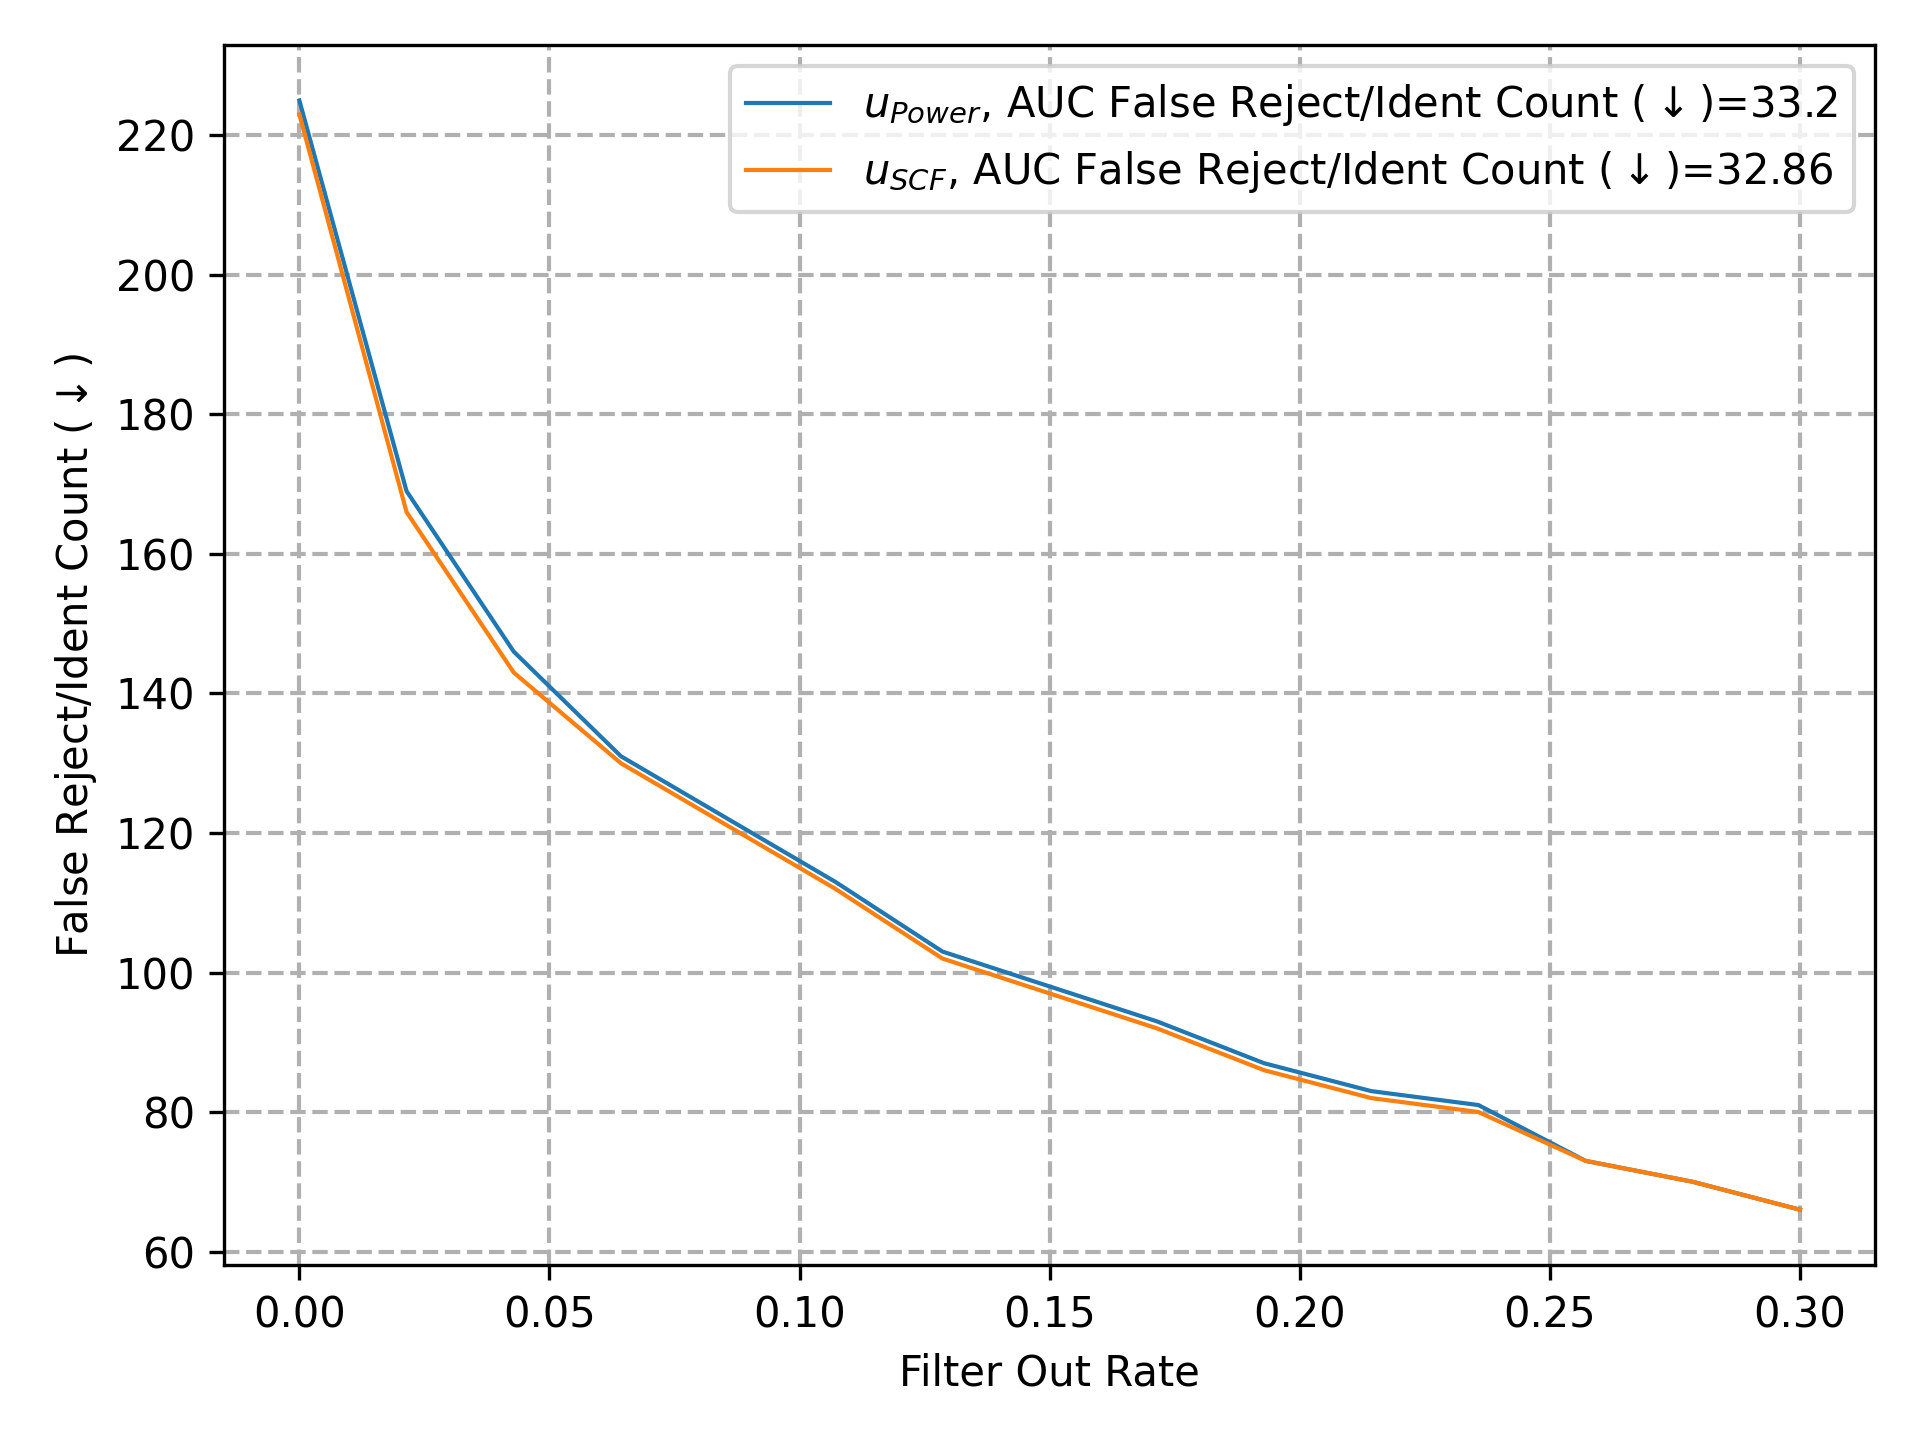 u_Power, AUC False Reject/Ident Count (↓)=33.2
u_SCF, AUC False Reject/Ident Count (↓)=32.86
False Reject/Ident Count (↓)
220
200
180
160
140
120
100
80
60
0.00 0.05 0.10 0.15 0.20 0.25 0.30
Filter Out Rate